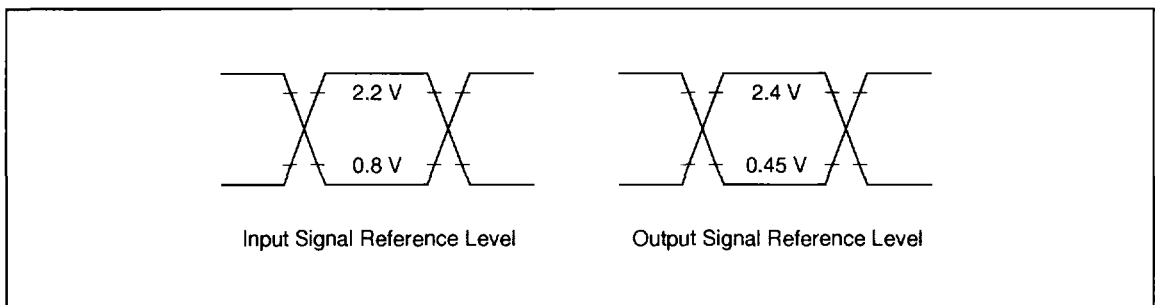 2.2 V
0.8 V
Input Signal Reference Level
2.4 V
0.45 V
Output Signal Reference Level